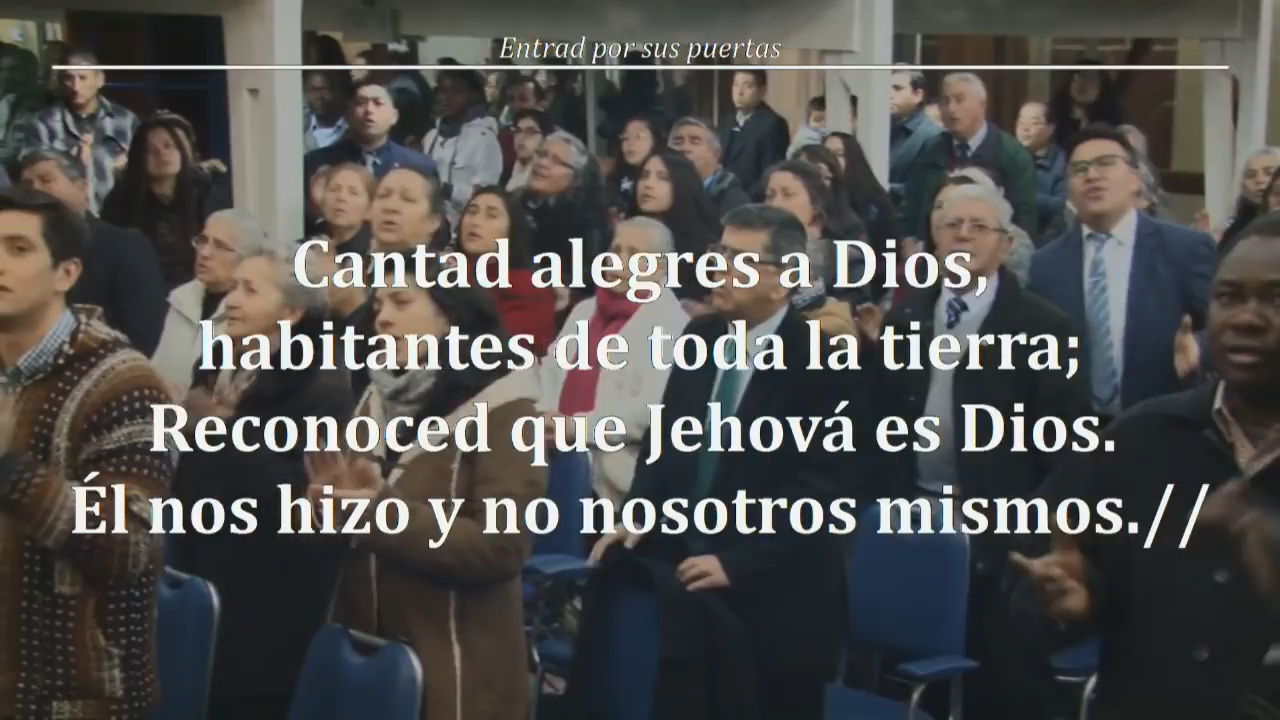 Entrad por sus puertas
Cantad alegres a Dios,
habitantes de toda la tierra;
Reconoced que Jehová es Dios.
Él nos hizo y no nosotros mismos.//